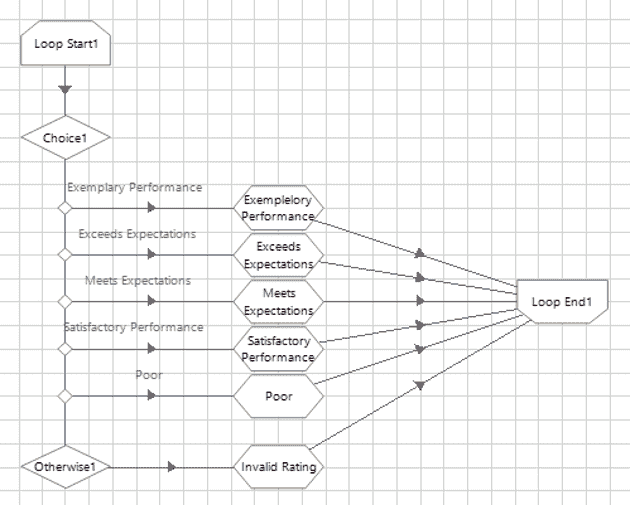 Loop Start1
Choice1
Exemplary Performance
Exemplelory
Performance
Exceeds Expectations
Exceeds
Expectations
Meets Expectations
Meets
Expectations
Loop End1
Satisfactory Performance
Satisfactory
Performance
Poor
Poor
Otherwise1
Invalid Rating